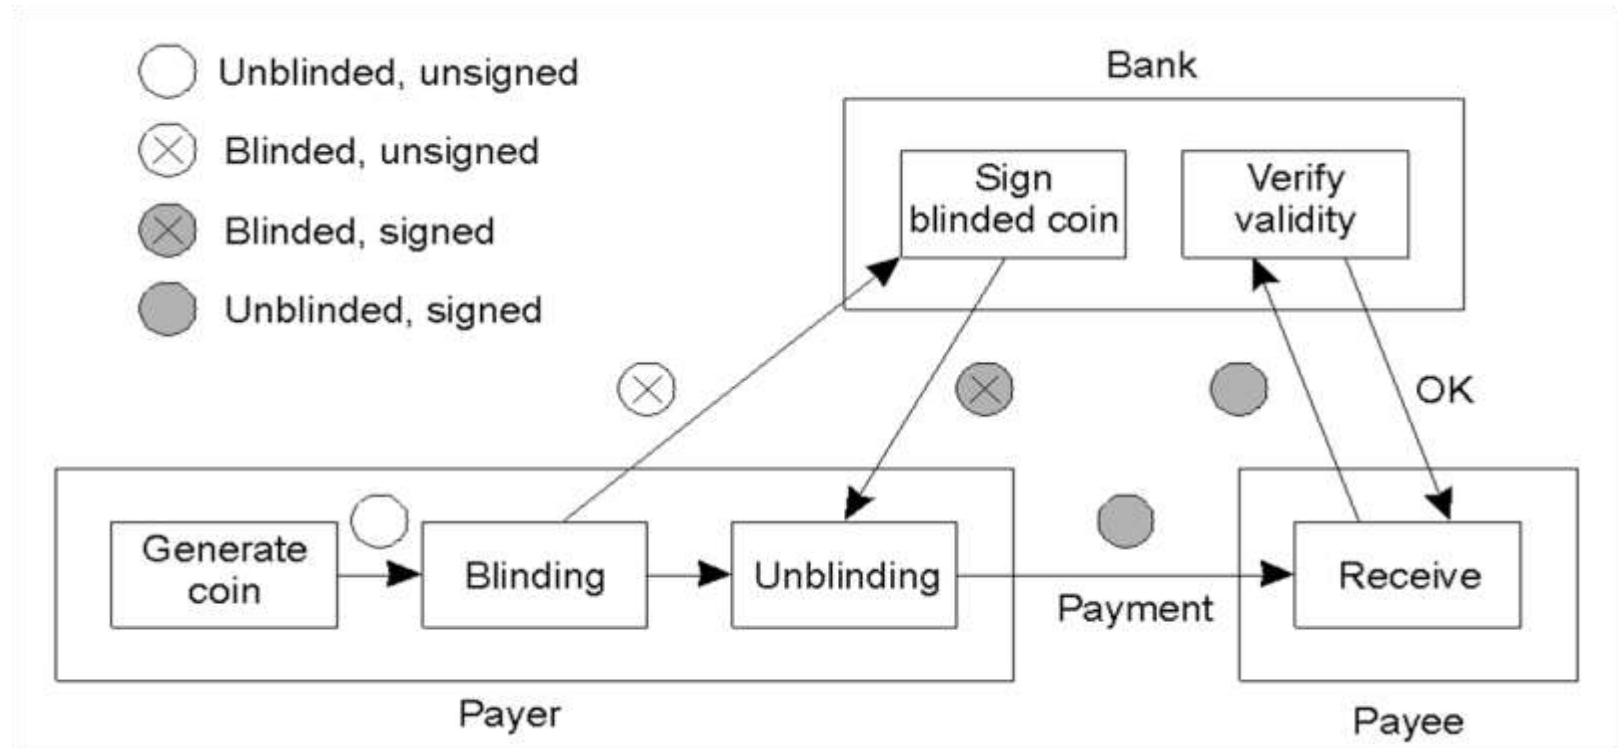 Unblinded, unsigned
Blinded, unsigned
Blinded, signed
Unblinded, signed
Bank
Sign
blinded coin
Verify
validity
OK
Generate
coin
Blinding
Unblinding
Payment
Receive
Payer
Payee